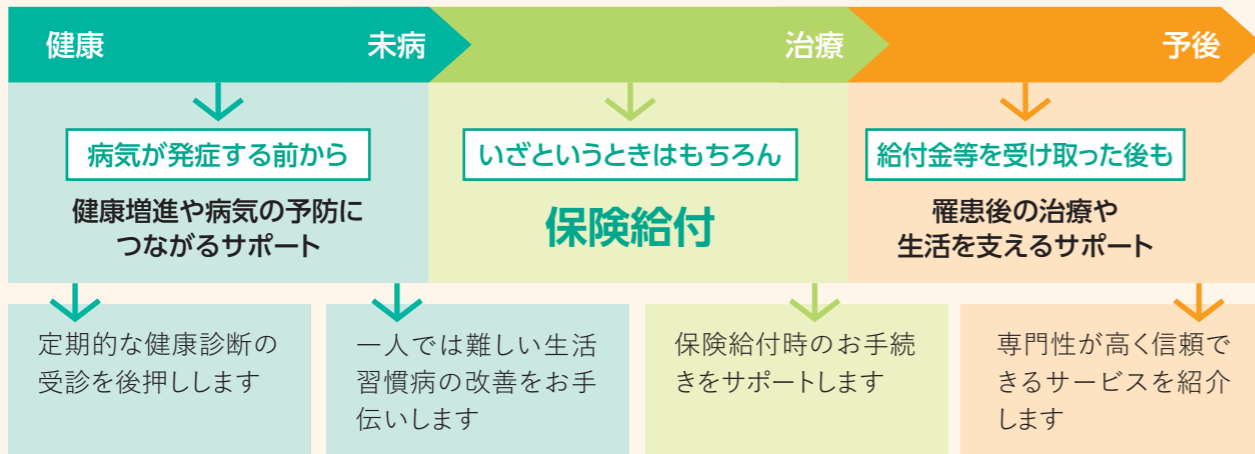 健康
未病
治療
予後
病気が発症する前から
いざというときはもちろん
給付金等を受け取った後も
健康増進や病気の予防に
つながるサポート
保険給付
罹患後の治療や
生活を支えるサポート
定期的な健康診断の
受診を後押しします
一人では難しい生活
習慣病の改善をお手
伝いします
保険給付時のお手続
きをサポートします
専門性が高く信頼で
きるサービスを紹介
します